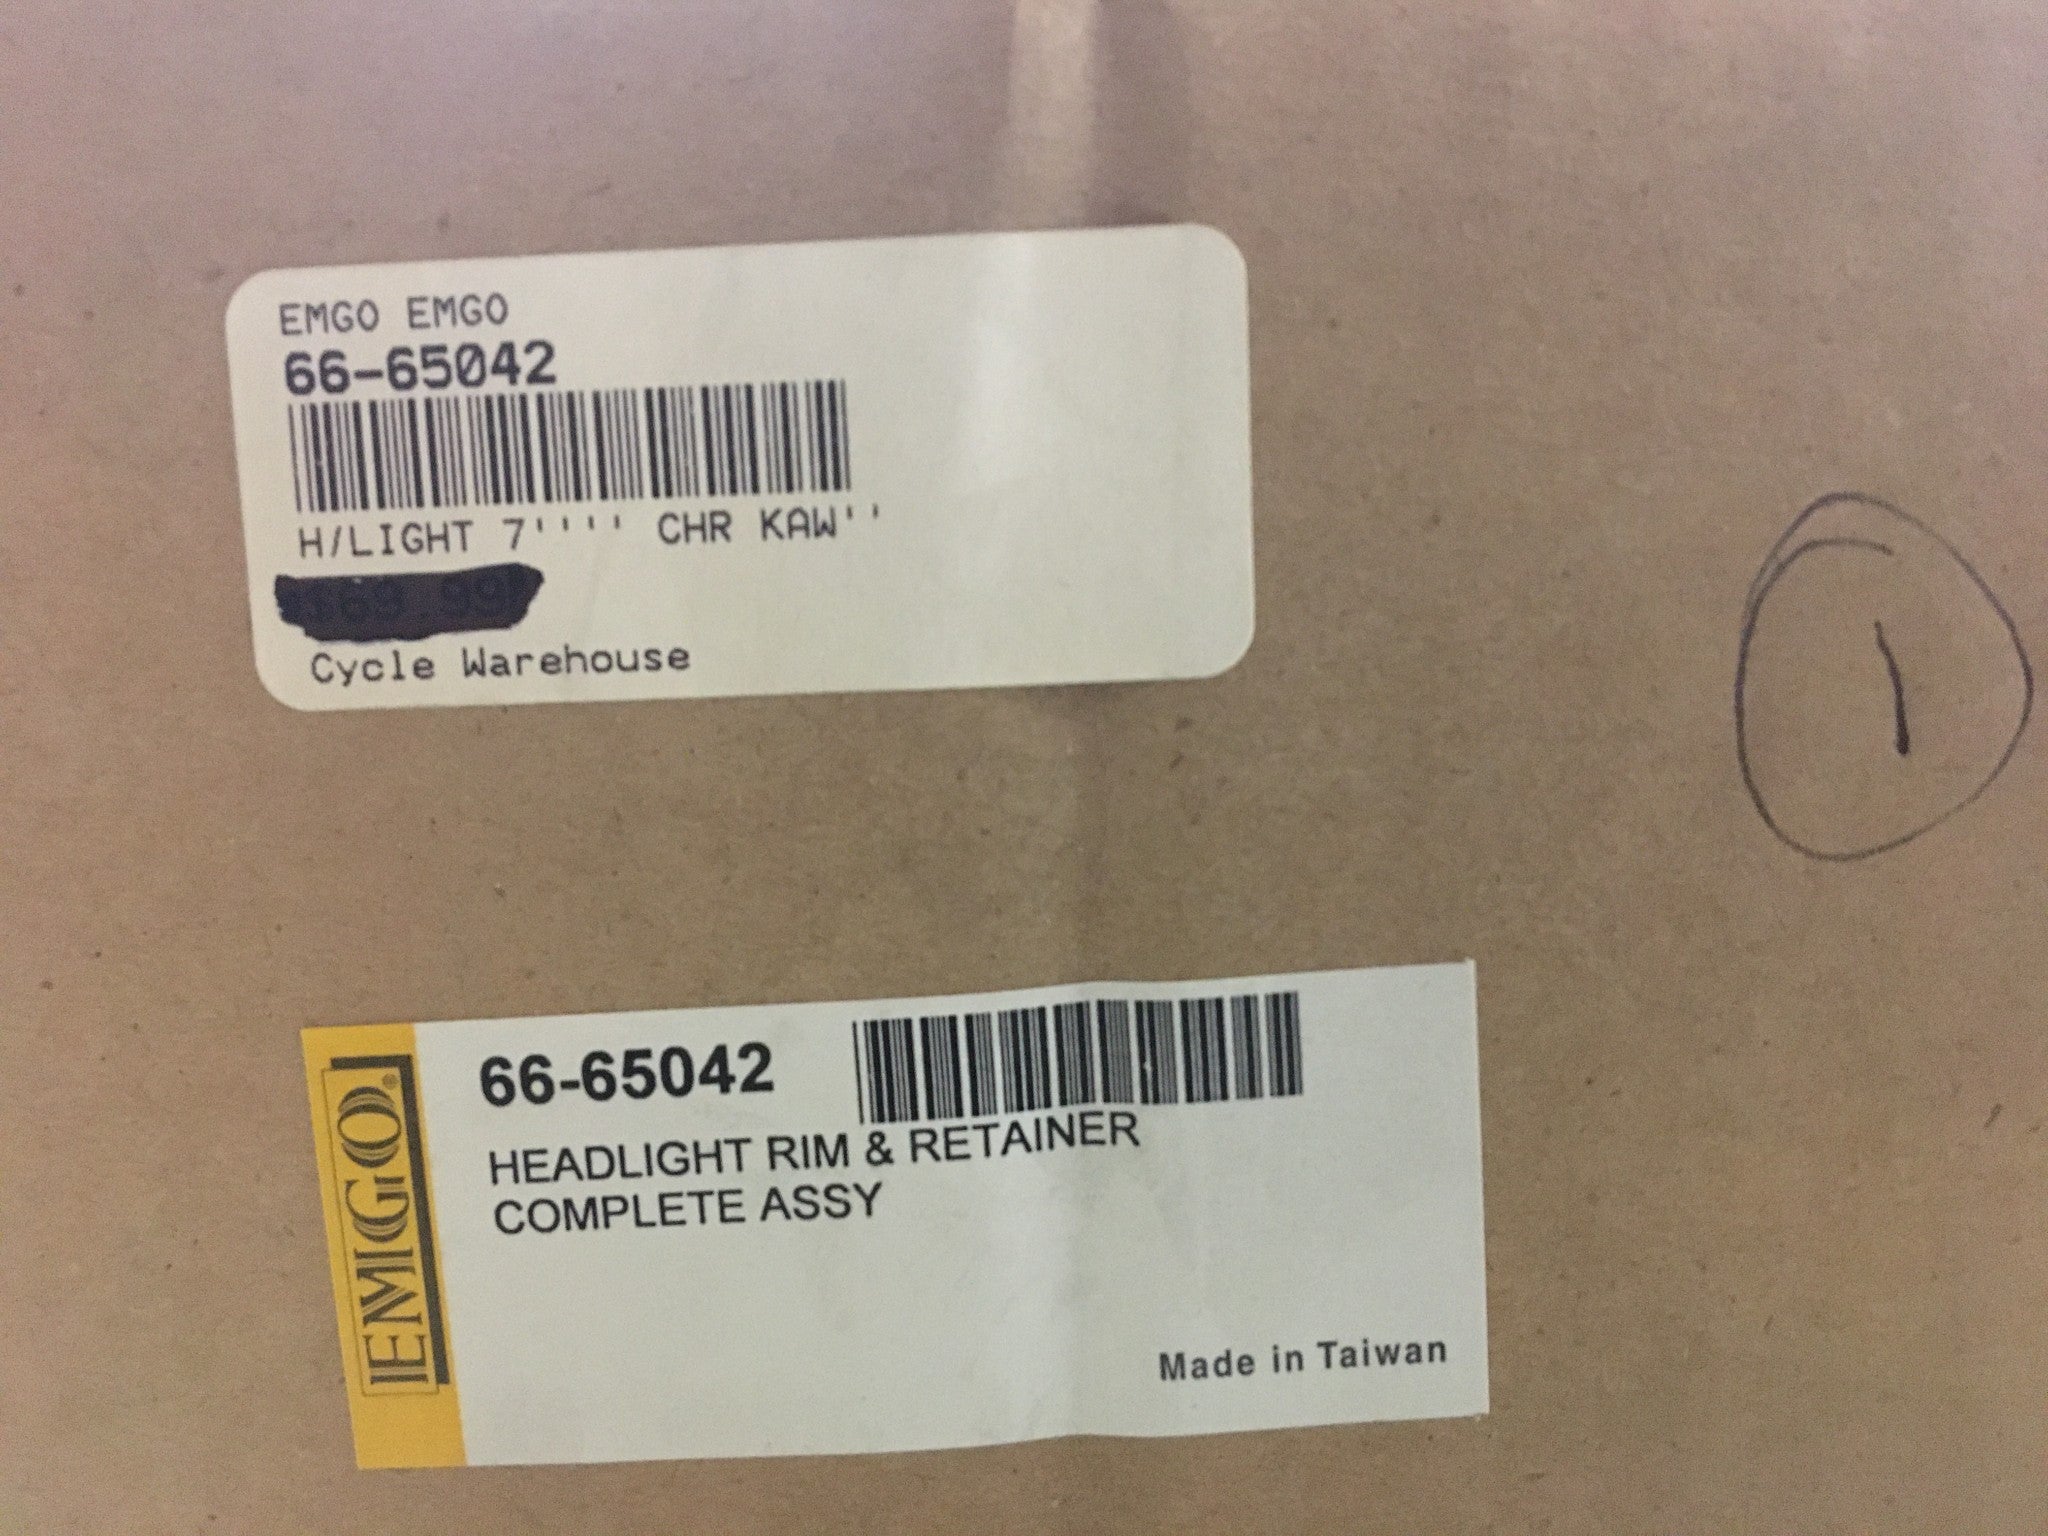 EMGO EMGO
66-65042
H/LIGHT 7'''' CHR KAW''
Cycle Warehouse
1
EMGO®
66-65042
HEADLIGHT RIM & RETAINER
COMPLETE ASSY
Made in Taiwan